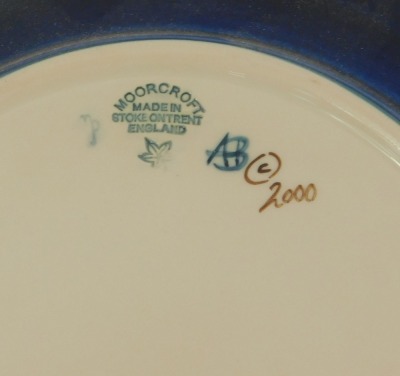 MOORCROFT
MADE IN
STOKE ON TRENT
ENGLAND
AB © 2000